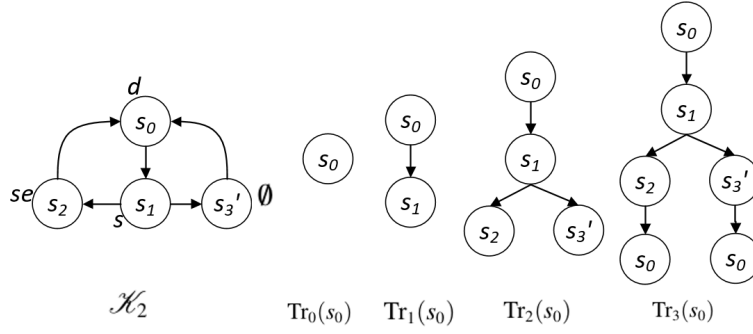 d
s₀
se
s₂
s
s₁
s₃'
∅
𝒦₂
s₀
Tr₀(s₀)
s₀
s₁
Tr₁(s₀)
s₀
s₁
s₂
s₃'
Tr₂(s₀)
s₀
s₁
s₂
s₃'
s₀
s₀
Tr₃(s₀)